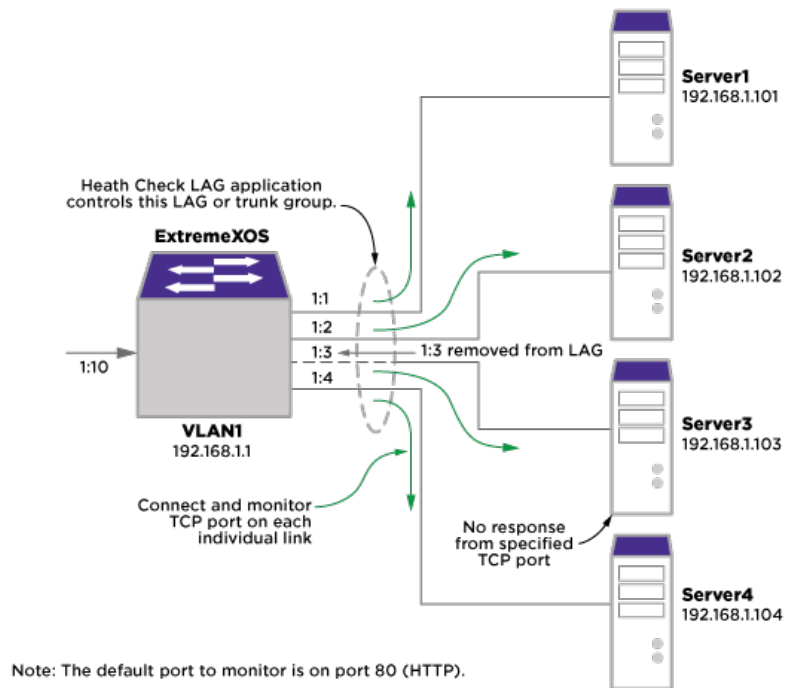 Server1
192.168.1.101
Heath Check LAG application
controls this LAG or trunk group.
ExtremeXOS
Server2
192.168.1.102
1:1
1:2
1:3
1:3 removed from LAG
1:10
1:4
VLAN1
192.168.1.1
Server3
192.168.1.103
Connect and monitor
TCP port on each
individual link
No response
from specified
TCP port
Server4
192.168.1.104
Note: The default port to monitor is on port 80 (HTTP).